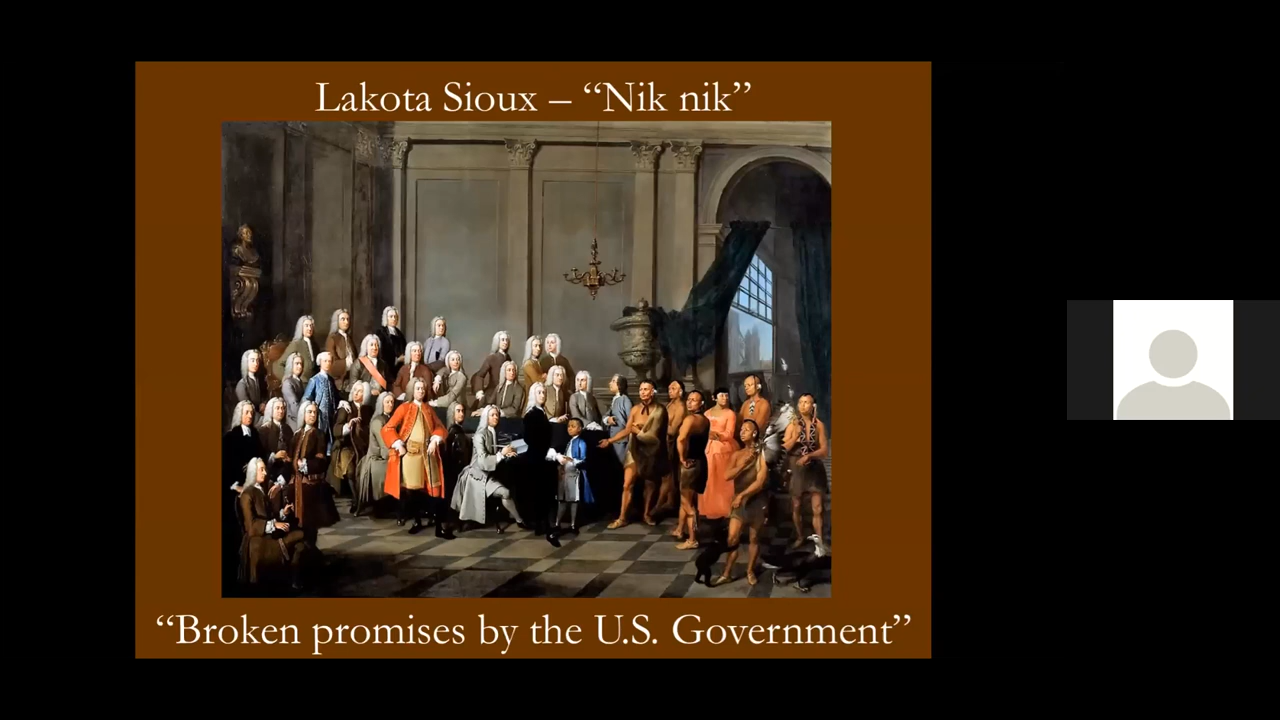 Lakota Sioux – “Nik nik”
“Broken promises by the U.S. Government”